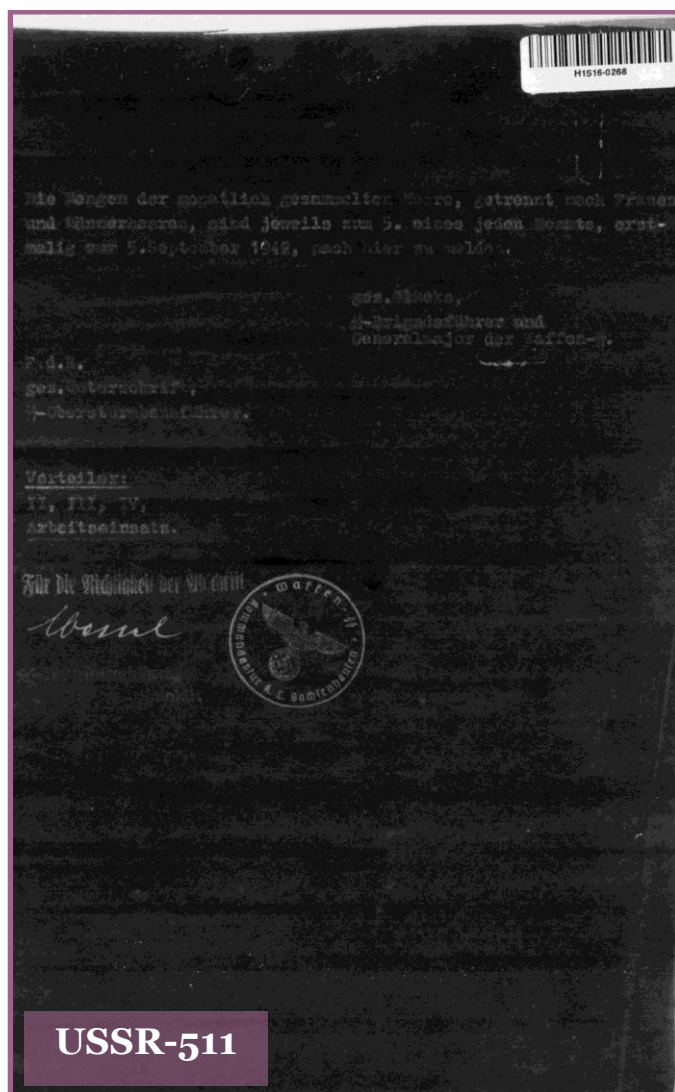 H1516-0268
Die Mengen der monatlich gesammelten Haare, getrennt nach Frauen
und Männerhaaren, sind jeweils zum 5. eines jeden Monats, erst-
malig zum 5.September 1942, nach hier zu melden.
gez.Glücks,
SS-Brigadeführer und
Generalmajor der Waffen-SS.
gez.Unterschrift,
SS-Obersturmbannführer.
Verteiler:
II, III, IV,
Arbeitseinsatz.
Für die Richtigkeit der Abschrift
Waffen-SS
Kommandantur K. L. Sachsenhausen
USSR-511